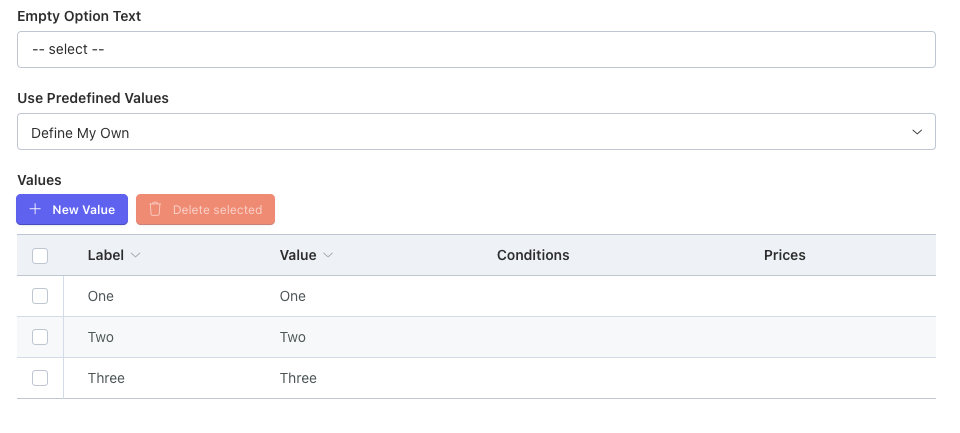 Empty Option Text
-- select --
Use Predefined Values
Define My Own
Values
New Value Delete selected
Label Value Conditions Prices
One One
Two Two
Three Three